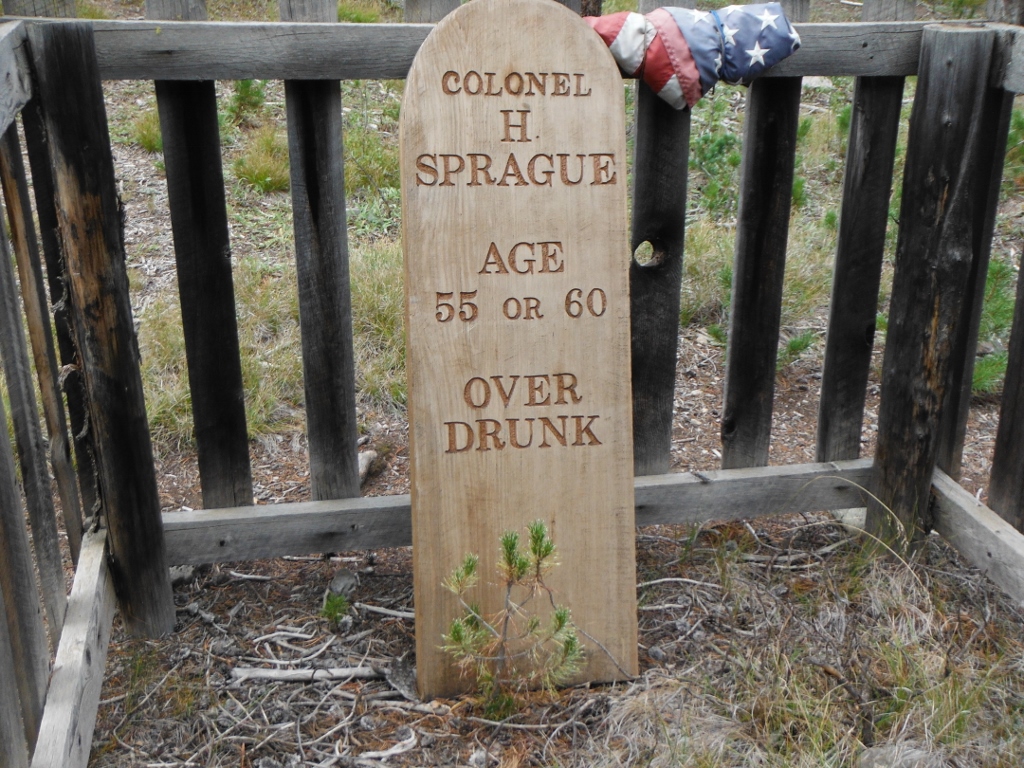 COLONEL
H.
SPRAGUE
AGE
55 OR 60
OVER
DRUNK